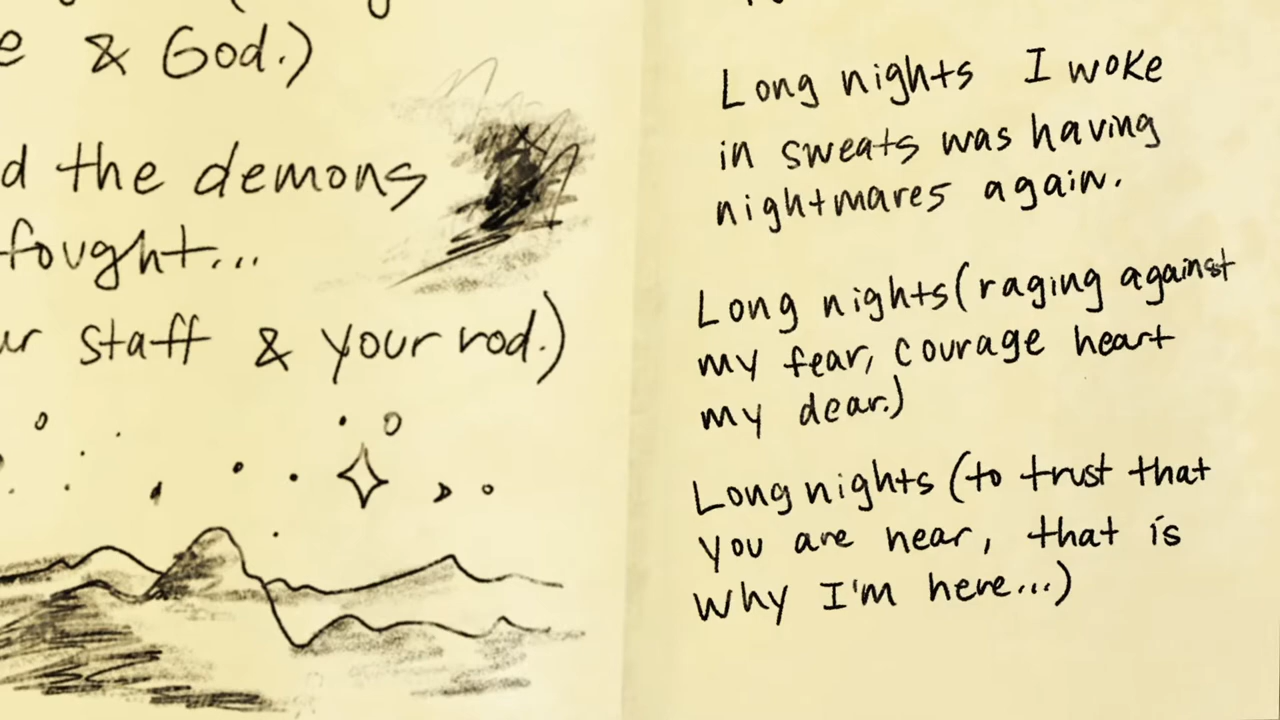 & God.)
the demons
fought...
staff & your rod.)
Long nights I woke
in sweats was having
nightmares again.
Long nights (raging against
my fear, courage heart
my dear.)
Long nights (to trust that
you are near, that is
why I'm here...)